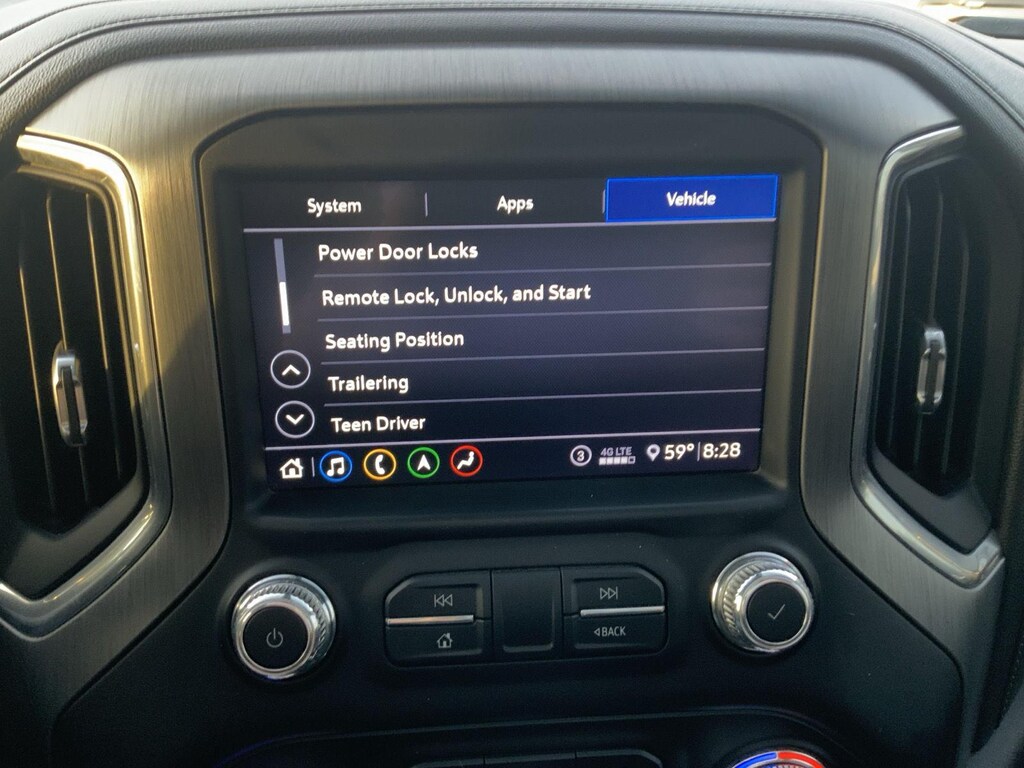 System Apps Vehicle
Power Door Locks
Remote Lock, Unlock, and Start
Seating Position
Trailering
Teen Driver
3 4G LTE 59° 8:28
BACK